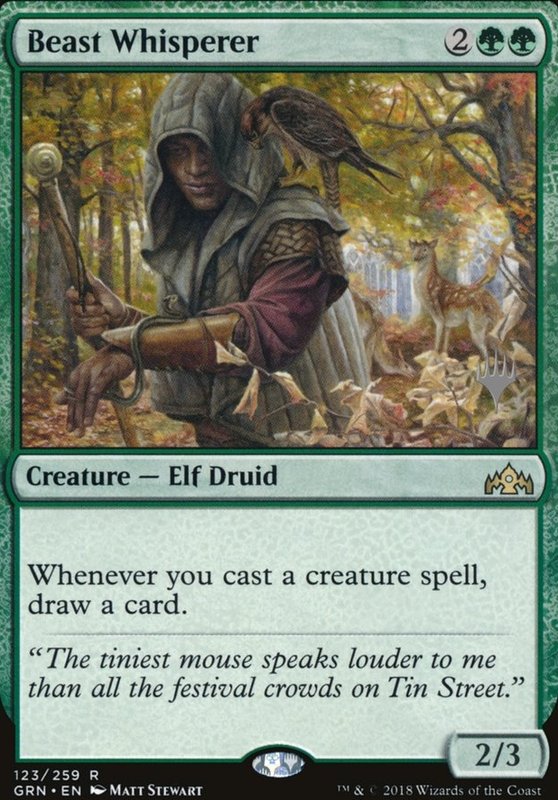 Beast Whisperer 2
Creature — Elf Druid
Whenever you cast a creature spell,
draw a card.
“The tiniest mouse speaks louder to me
than all the festival crowds on Tin Street.”
2/3
123/259 R
GRN • EN Matt Stewart
™ & © 2018 Wizards of the Coast